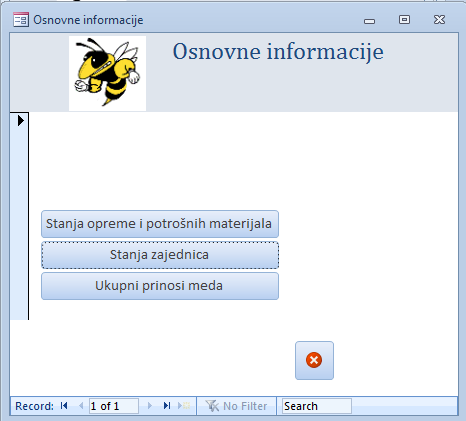 Osnovne informacije
Osnovne informacije
Stanja opreme i potrošnih materijala
Stanja zajednica
Ukupni prinosi meda
Record: 1 of 1 No Filter Search